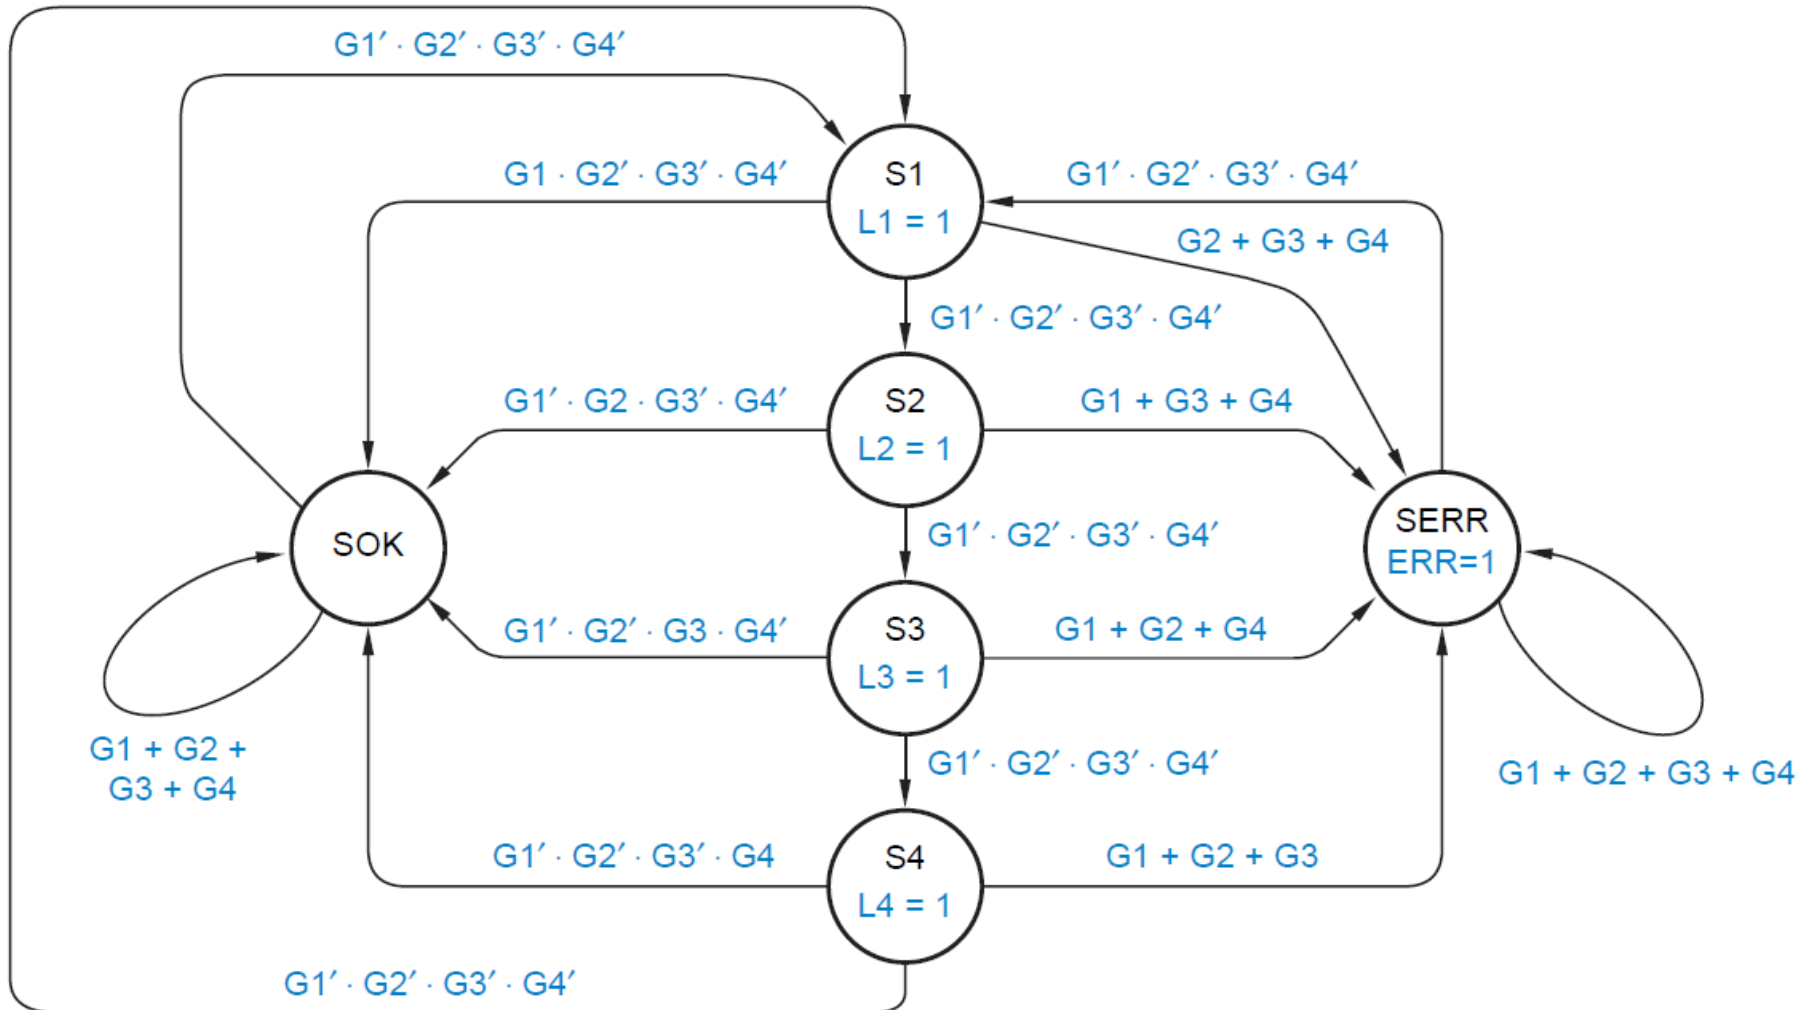 G1′ · G2′ · G3′ · G4′
G1 · G2′ · G3′ · G4′
S1
L1 = 1
G1′ · G2′ · G3′ · G4′
G2 + G3 + G4
G1′ · G2′ · G3′ · G4′
G1′ · G2 · G3′ · G4′
S2
L2 = 1
G1 + G3 + G4
SOK
G1′ · G2′ · G3′ · G4′
SERR
ERR=1
G1′ · G2′ · G3 · G4′
S3
L3 = 1
G1 + G2 + G4
G1 + G2 +
G3 + G4
G1′ · G2′ · G3′ · G4′
G1 + G2 + G3 + G4
G1′ · G2′ · G3′ · G4
S4
L4 = 1
G1 + G2 + G3
G1′ · G2′ · G3′ · G4′